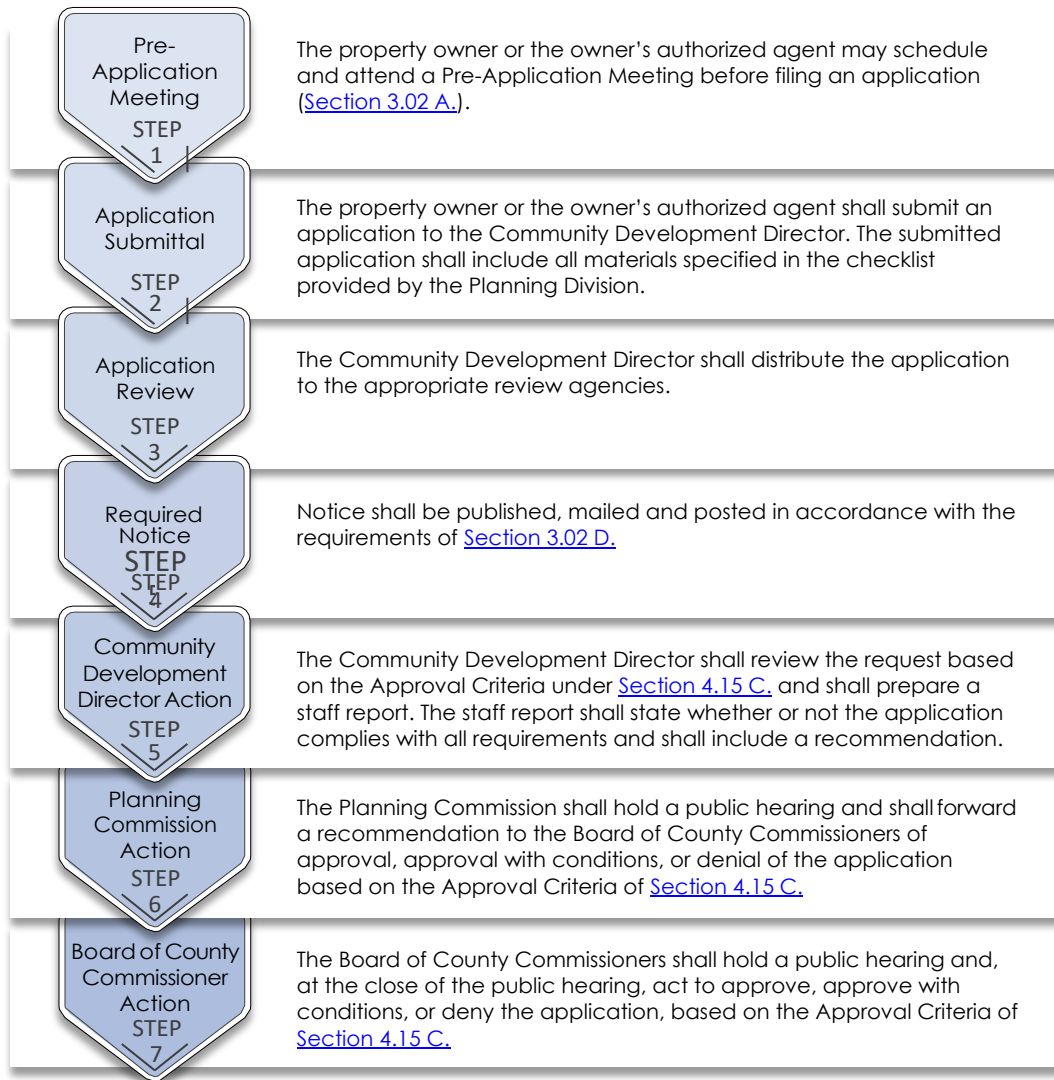 Pre-
Application
Meeting
STEP
1
The property owner or the owner’s authorized agent may schedule
and attend a Pre-Application Meeting before filing an application
(Section 3.02 A.).
Application
Submittal
STEP
2
The property owner or the owner’s authorized agent shall submit an
application to the Community Development Director. The submitted
application shall include all materials specified in the checklist
provided by the Planning Division.
Application
Review
STEP
3
The Community Development Director shall distribute the application
to the appropriate review agencies.
Required
Notice
STEP
STEP
4
Notice shall be published, mailed and posted in accordance with the
requirements of Section 3.02 D.
Community
Development
Director Action
STEP
5
The Community Development Director shall review the request based
on the Approval Criteria under Section 4.15 C. and shall prepare a
staff report. The staff report shall state whether or not the application
complies with all requirements and shall include a recommendation.
Planning
Commission
Action
STEP
6
The Planning Commission shall hold a public hearing and shall forward
a recommendation to the Board of County Commissioners of
approval, approval with conditions, or denial of the application
based on the Approval Criteria of Section 4.15 C.
Board of County
Commissioner
Action
STEP
7
The Board of County Commissioners shall hold a public hearing and,
at the close of the public hearing, act to approve, approve with
conditions, or deny the application, based on the Approval Criteria of
Section 4.15 C.